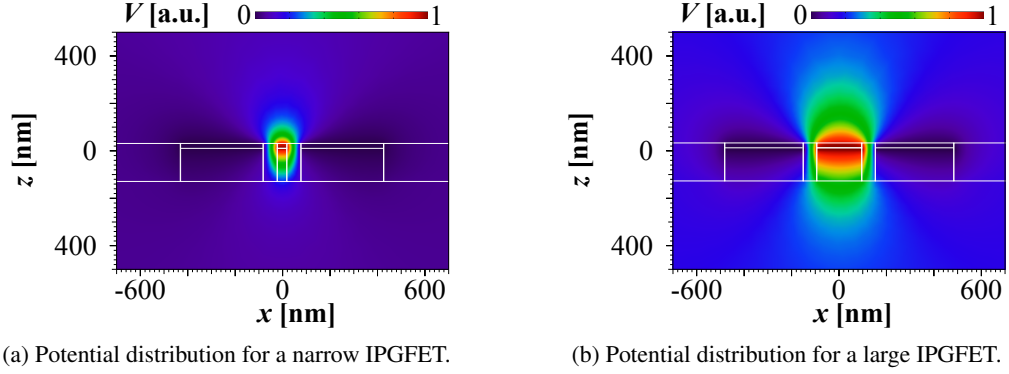 V [a.u.] 0 1
400
0
400
z [nm]
-600 0 600
x [nm]
(a) Potential distribution for a narrow IPGFET.
V [a.u.] 0 1
400
0
400
z [nm]
-600 0 600
x [nm]
(b) Potential distribution for a large IPGFET.